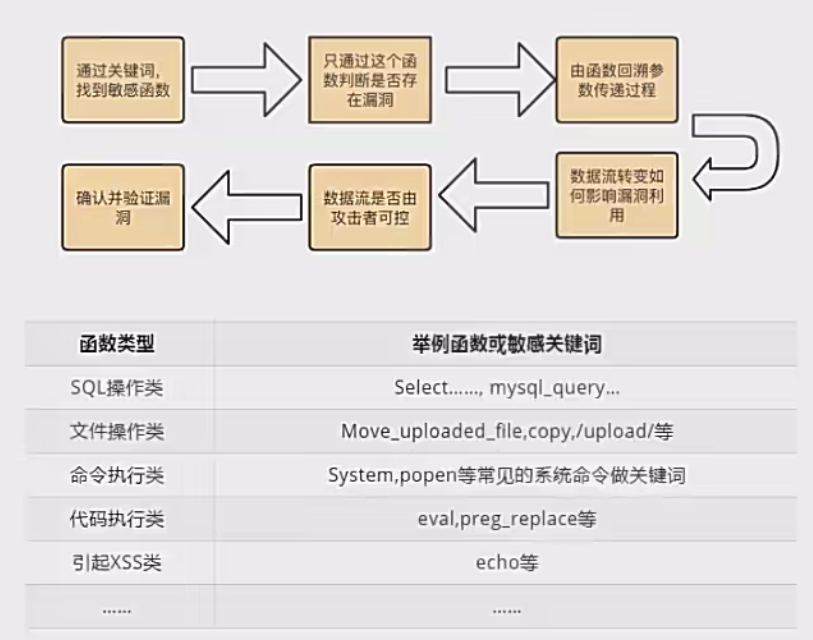 通过关键词，
找到敏感函数
只通过这个函
数判断是否存
在漏洞
由函数回溯参
数传递过程
数据流转变如
何影响漏洞利
用
数据流是否由
攻击者可控
确认并验证漏
洞
函数类型 举例函数或敏感关键词
SQL操作类 Select……, mysql_query…
文件操作类 Move_uploaded_file,copy,/upload/等
命令执行类 System,popen等常见的系统命令做关键词
代码执行类 eval,preg_replace等
引起XSS类 echo等
…… ……